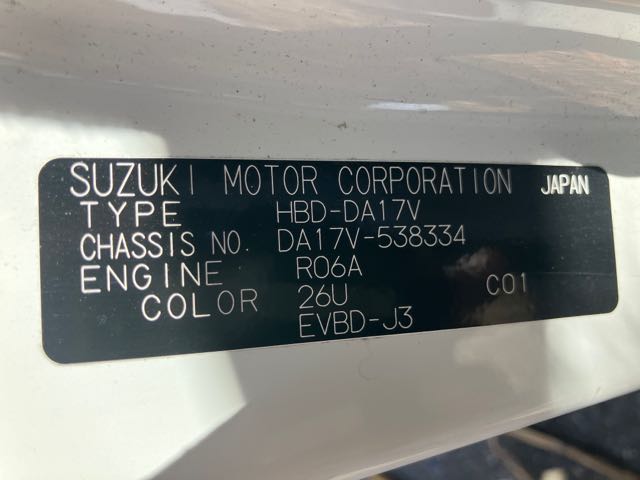 SUZUKI MOTOR CORPORATION JAPAN
TYPE HBD-DA17V
CHASSIS NO. DA17V-538334
ENGINE R06A
COLOR 26U C01
EVBD-J3